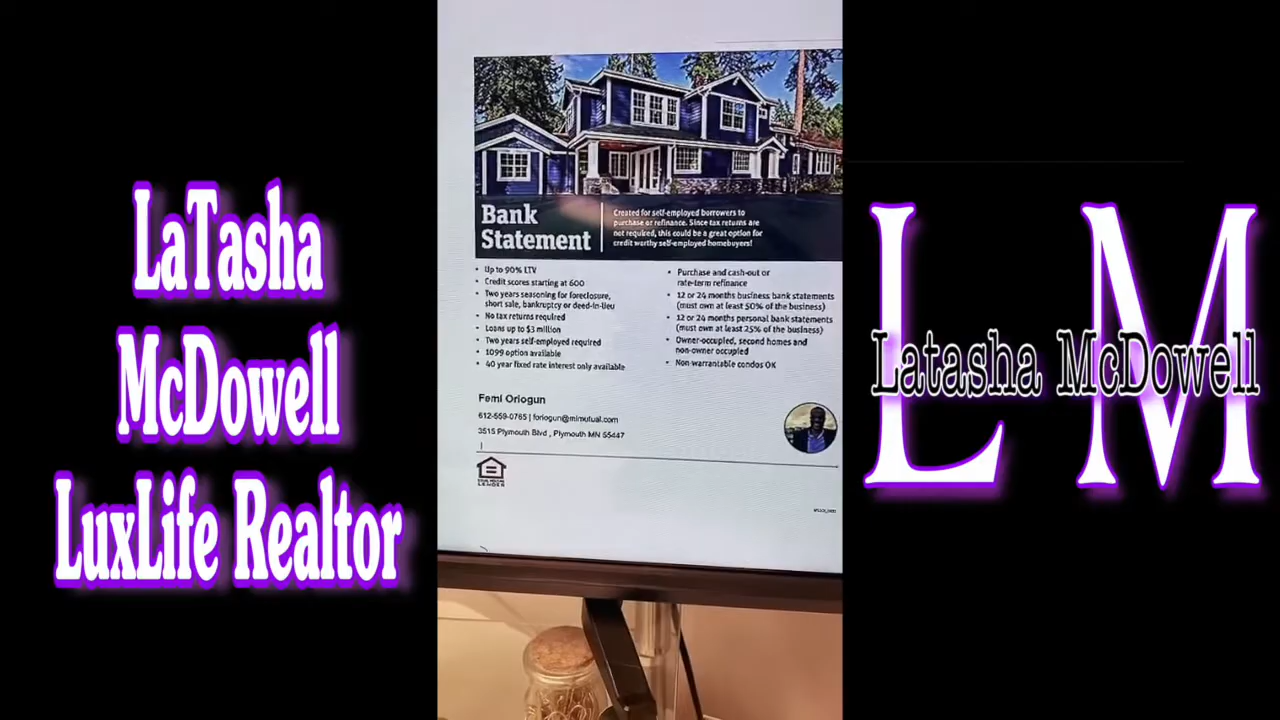 LaTasha
McDowell
LuxLife Realtor
Bank
Statement
Created for self-employed borrowers to
purchase or refinance. Since tax returns are
not required, this could be a great option for
credit worthy self-employed homebuyers!
• Up to 90% LTV
• Credit scores starting at 600
• Two years seasoning for foreclosure,
short sale, bankruptcy or deed-in-lieu
• No tax returns required
• Loans up to $3 million
• Two years self-employed required
• 1099 option available
• 40 year fixed rate interest only available
• Purchase and cash-out or
rate-term refinance
• 12 or 24 months business bank statements
(must own at least 50% of the business)
• 12 or 24 months personal bank statements
(must own at least 25% of the business)
• Owner-occupied, second homes and
non-owner occupied
• Non-warrantable condos OK
Femi Oriogun
612-559-0765 | foriogun@mimutual.com
3515 Plymouth Blvd , Plymouth MN 55447
EQUAL HOUSING
LENDER
L M
Latasha McDowell